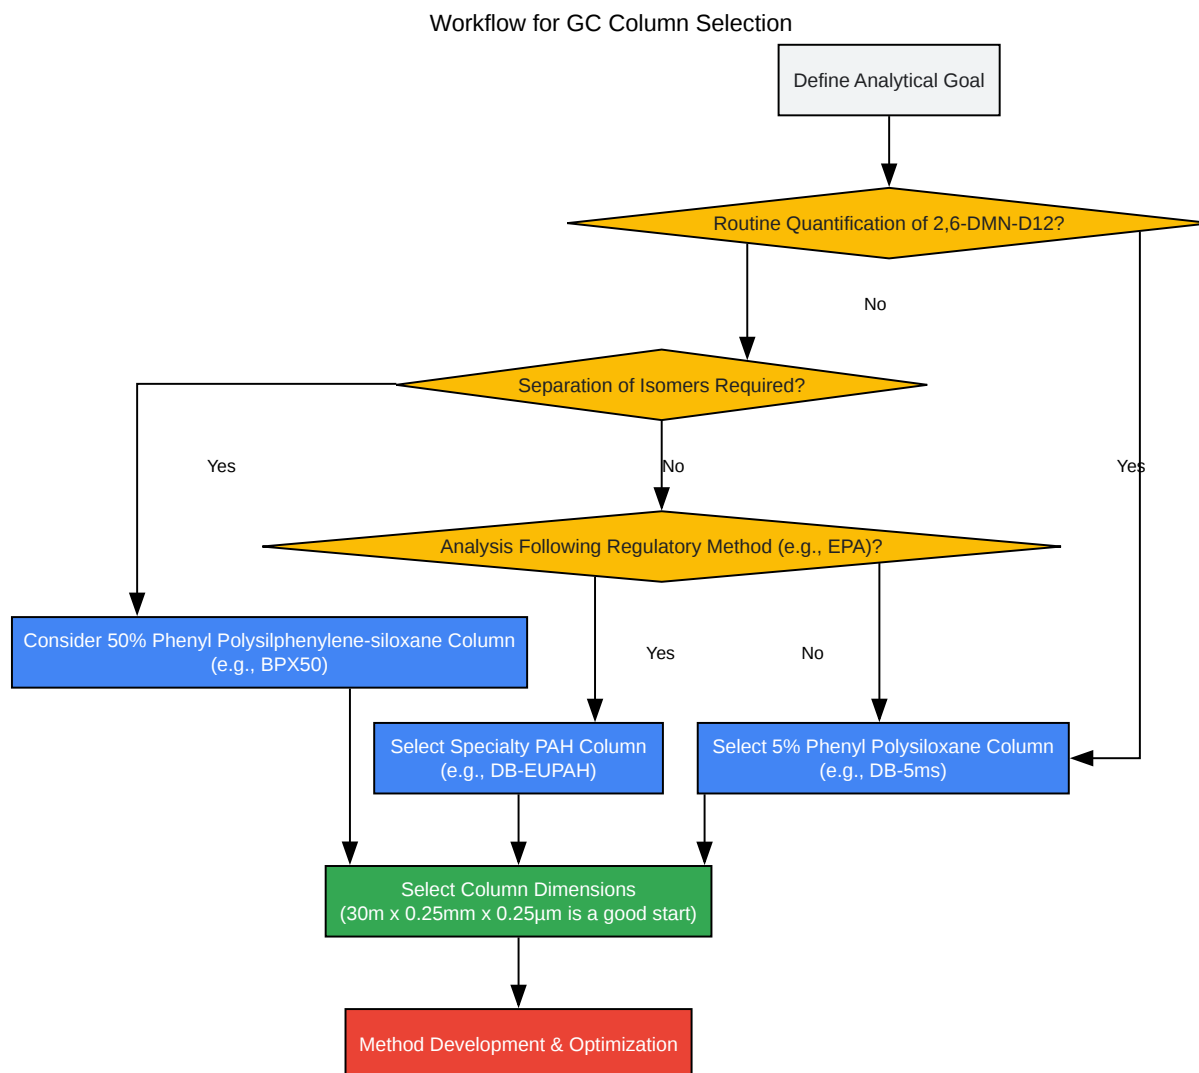 Workflow for GC Column Selection
Define Analytical Goal
Routine Quantification of 2,6-DMN-D12?
No
Separation of Isomers Required?
Yes
No
Yes
Analysis Following Regulatory Method (e.g., EPA)?
Consider 50% Phenyl Polysilphenylene-siloxane Column
(e.g., BPX50)
Yes
No
Select Specialty PAH Column
(e.g., DB-EUPAH)
Select 5% Phenyl Polysiloxane Column
(e.g., DB-5ms)
Select Column Dimensions
(30m x 0.25mm x 0.25µm is a good start)
Method Development & Optimization